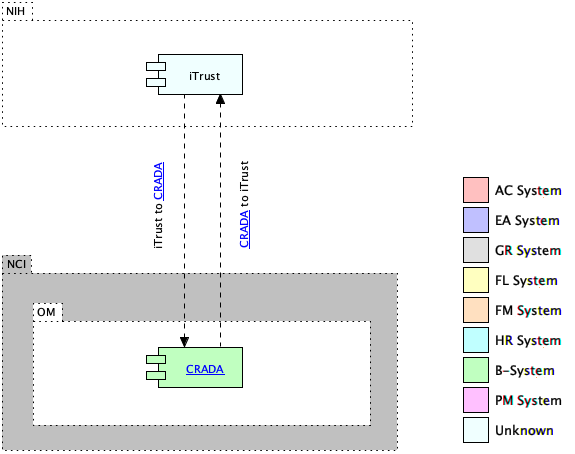 NIH
iTrust
iTrust to CRADA
CRADA to iTrust
NCI
OM
CRADA
AC System
EA System
GR System
FL System
FM System
HR System
B-System
PM System
Unknown